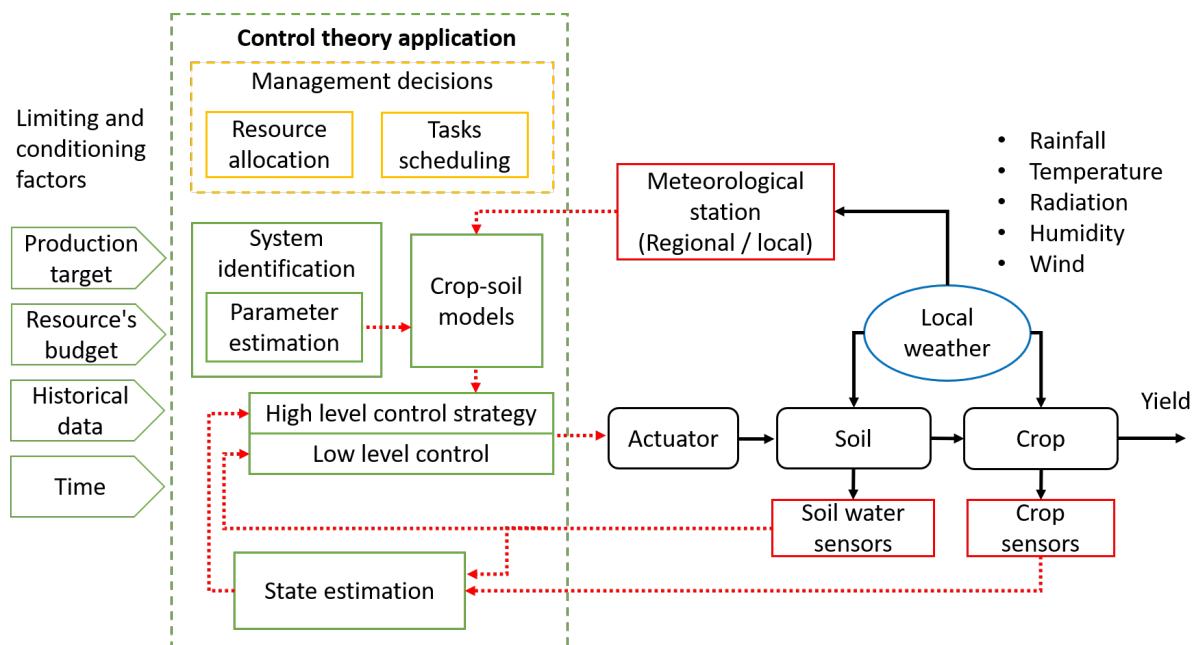 Control theory application
Management decisions
Resource
allocation
Tasks
scheduling
Limiting and
conditioning
factors
Production
target
Resource's
budget
Historical
data
Time
System
identification
Parameter
estimation
Crop-soil
models
High level control strategy
Low level control
State estimation
Meteorological
station
(Regional / local)
• Rainfall
• Temperature
• Radiation
• Humidity
• Wind
Local
weather
Actuator
Soil
Crop
Yield
Soil water
sensors
Crop
sensors